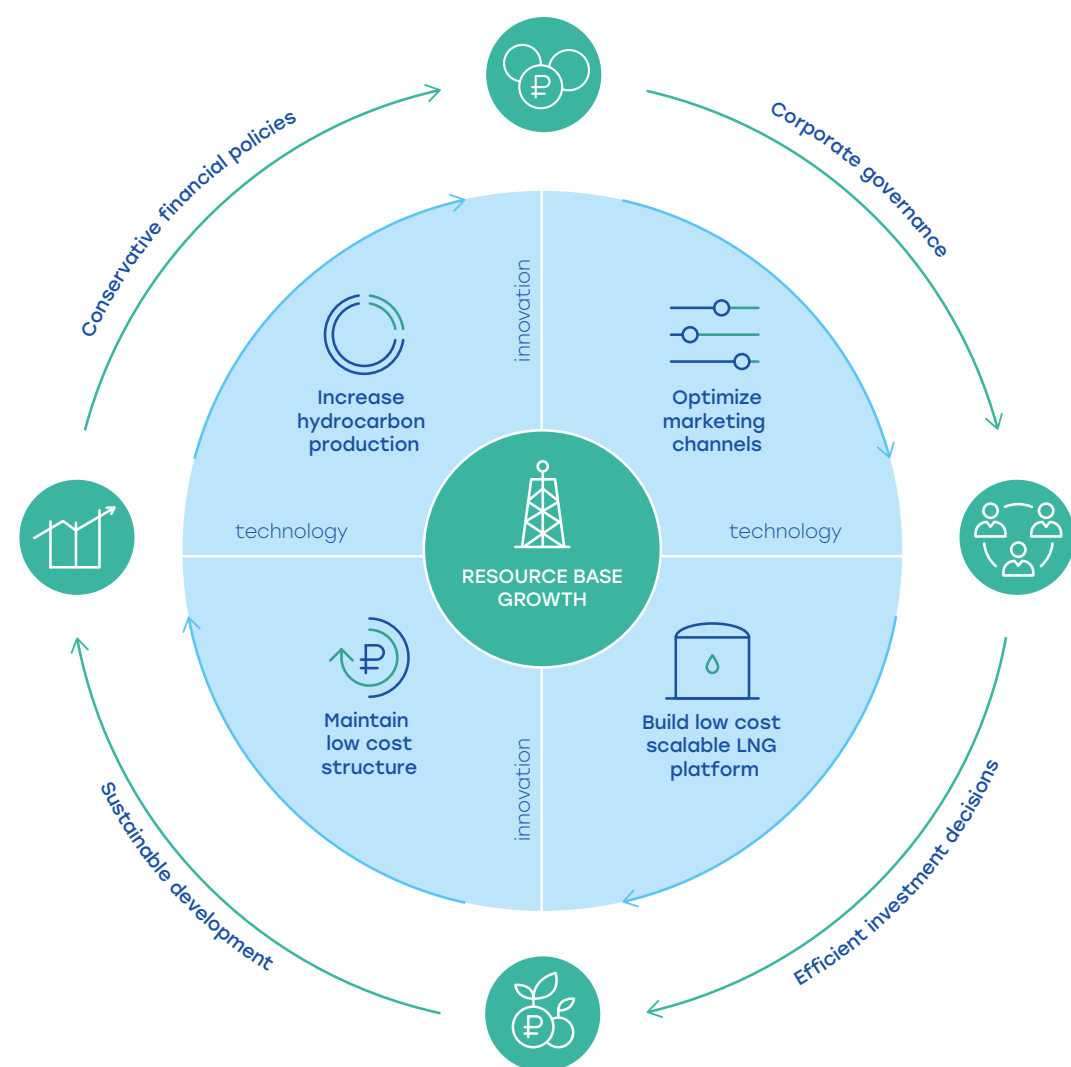 Conservative financial policies
Corporate governance
innovation
Increase
hydrocarbon
production
Optimize
marketing
channels
technology
technology
RESOURCE BASE
GROWTH
Maintain
low cost
structure
Build low cost
scalable LNG
platform
innovation
Sustainable development
Efficient investment decisions